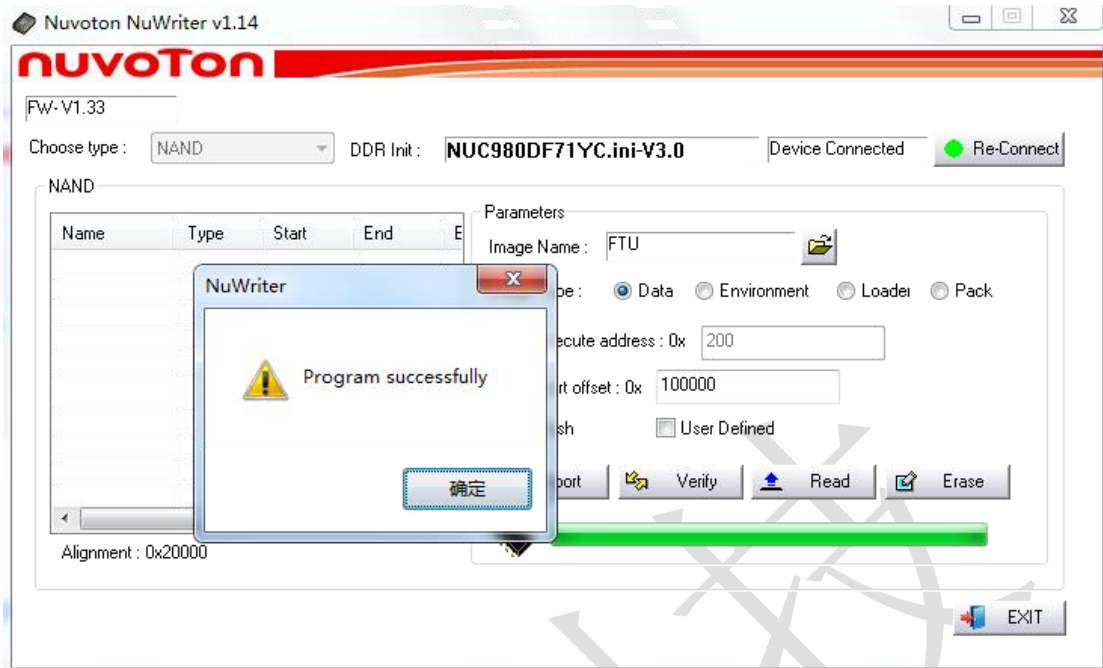 Nuvoton NuWriter v1.14
nuvoTon
FW-V1.33
Choose type : NAND DDR Init : NUC980DF71YC.ini-V3.0 Device Connected Re-Connect
NAND
Parameters
Name Type Start End
Image Name : FTU
NuWriter
pe : Data Environment Loader Pack
ecute address : 0x 200
Program successfully
rt offset : 0x 100000
sh User Defined
确定
port Verify Read Erase
Alignment : 0x20000
EXIT